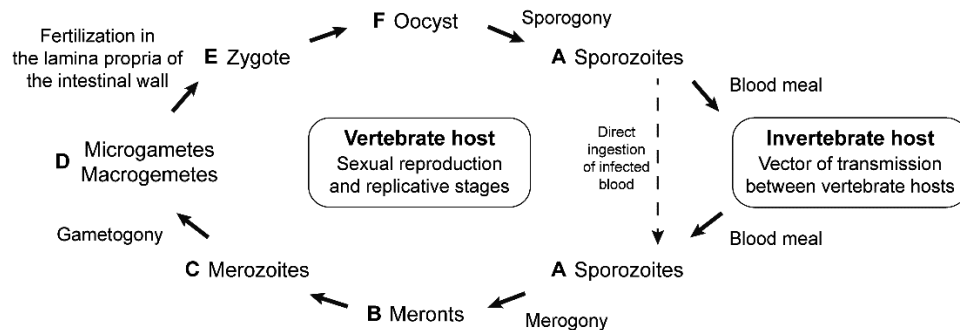 F Oocyst
Sporogony
Fertilization in
the lamina propria of
the intestinal wall
E Zygote
A Sporozoites
Blood meal
Vertebrate host
Sexual reproduction
and replicative stages
Direct
ingestion
of infected
blood
Invertebrate host
Vector of transmission
between vertebrate hosts
D Microgametes
Macrogemetes
Gametogony
Blood meal
C Merozoites
A Sporozoites
B Meronts
Merogony